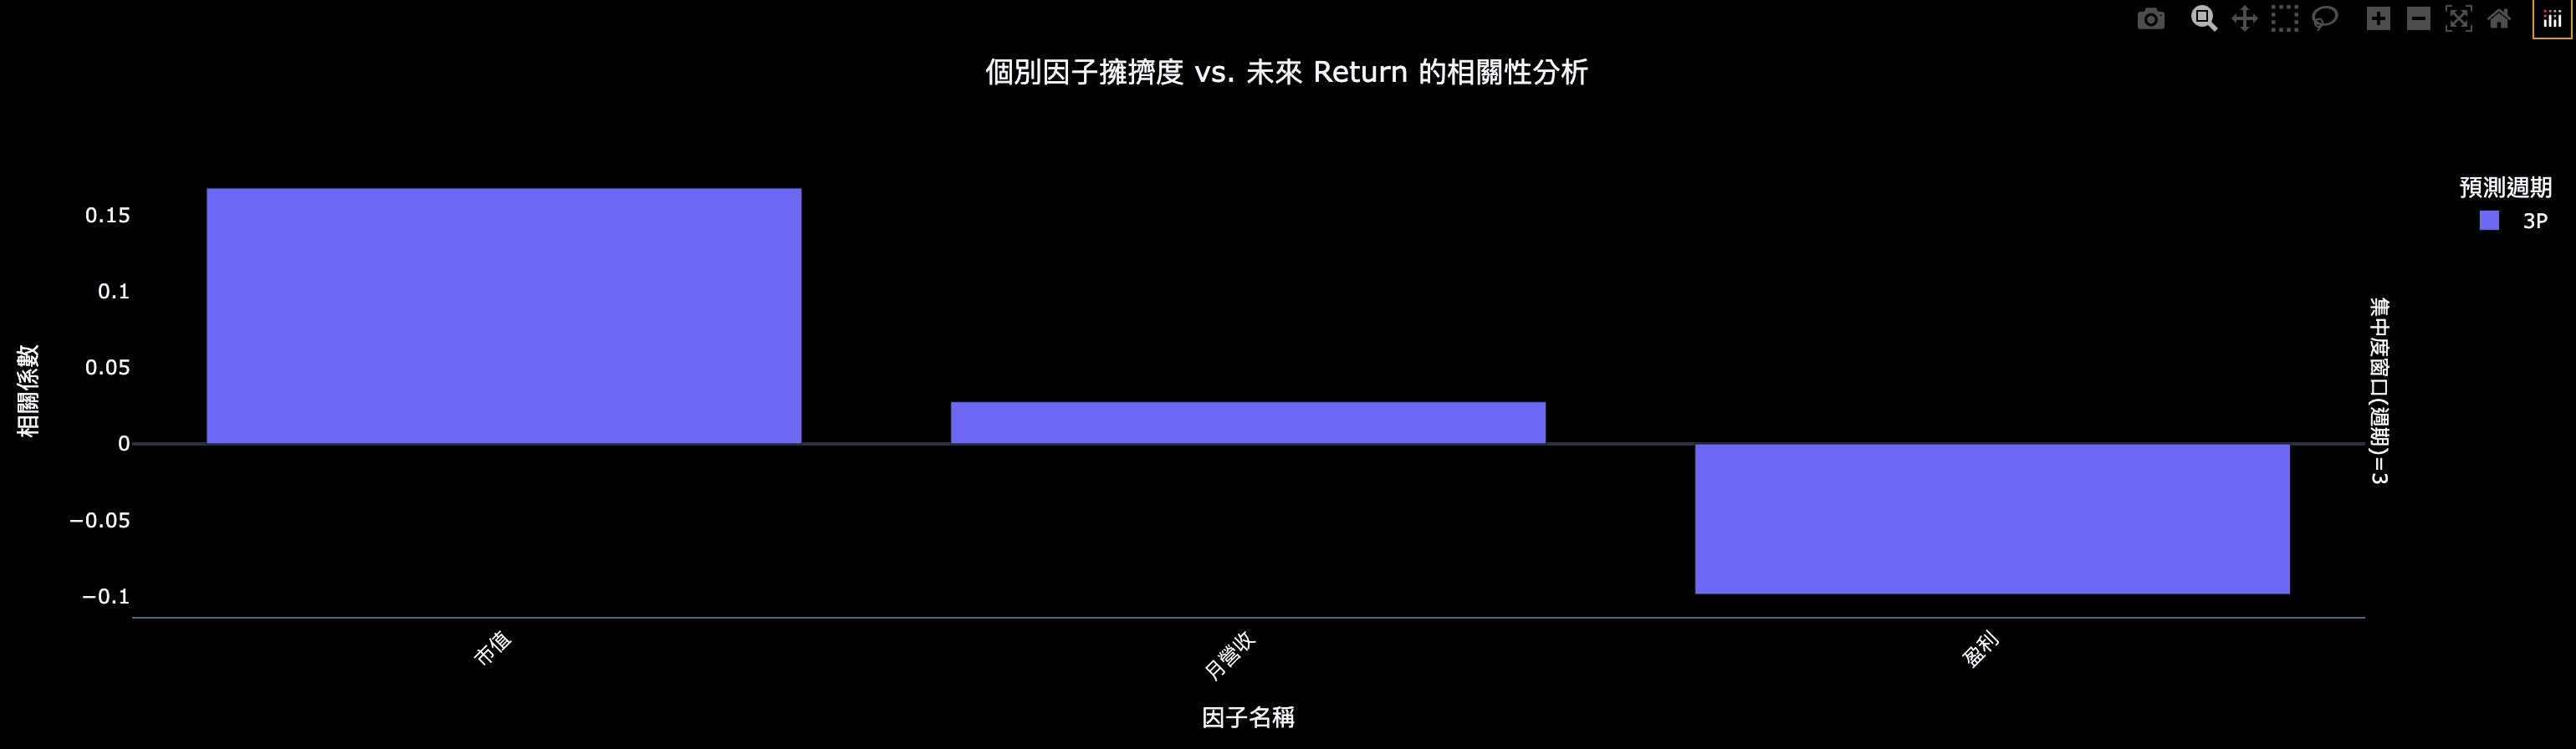 個別因子擁擠度 vs. 未來 Return 的相關性分析
預測週期
3P
0.15
0.1
0.05
0
−0.05
−0.1
相關係數
集中度窗口(週期)=3
市值
月營收
盈利
因子名稱